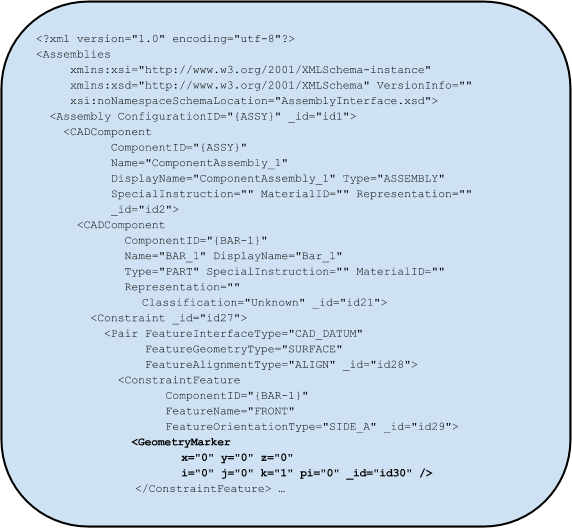 <?xml version="1.0" encoding="utf-8"?>
<Assemblies
xmlns:xsi="http://www.w3.org/2001/XMLSchema-instance"
xmlns:xsd="http://www.w3.org/2001/XMLSchema" VersionInfo=""
xsi:noNamespaceSchemaLocation="AssemblyInterface.xsd">
<Assembly ConfigurationID="{ASSY}" _id="id1">
<CADComponent
ComponentID="{ASSY}"
Name="ComponentAssembly_1"
DisplayName="ComponentAssembly_1" Type="ASSEMBLY"
SpecialInstruction="" MaterialID="" Representation=""
_id="id2">
<CADComponent
ComponentID="{BAR-1}"
Name="BAR_1" DisplayName="Bar_1"
Type="PART" SpecialInstruction="" MaterialID=""
Representation=""
Classification="Unknown" _id="id21">
<Constraint _id="id27">
<Pair FeatureInterfaceType="CAD_DATUM"
FeatureGeometryType="SURFACE"
FeatureAlignmentType="ALIGN" _id="id28">
<ConstraintFeature
ComponentID="{BAR-1}"
FeatureName="FRONT"
FeatureOrientationType="SIDE_A" _id="id29">
<GeometryMarker
x="0" y="0" z="0"
i="0" j="0" k="1" pi="0" _id="id30" />
</ConstraintFeature> …